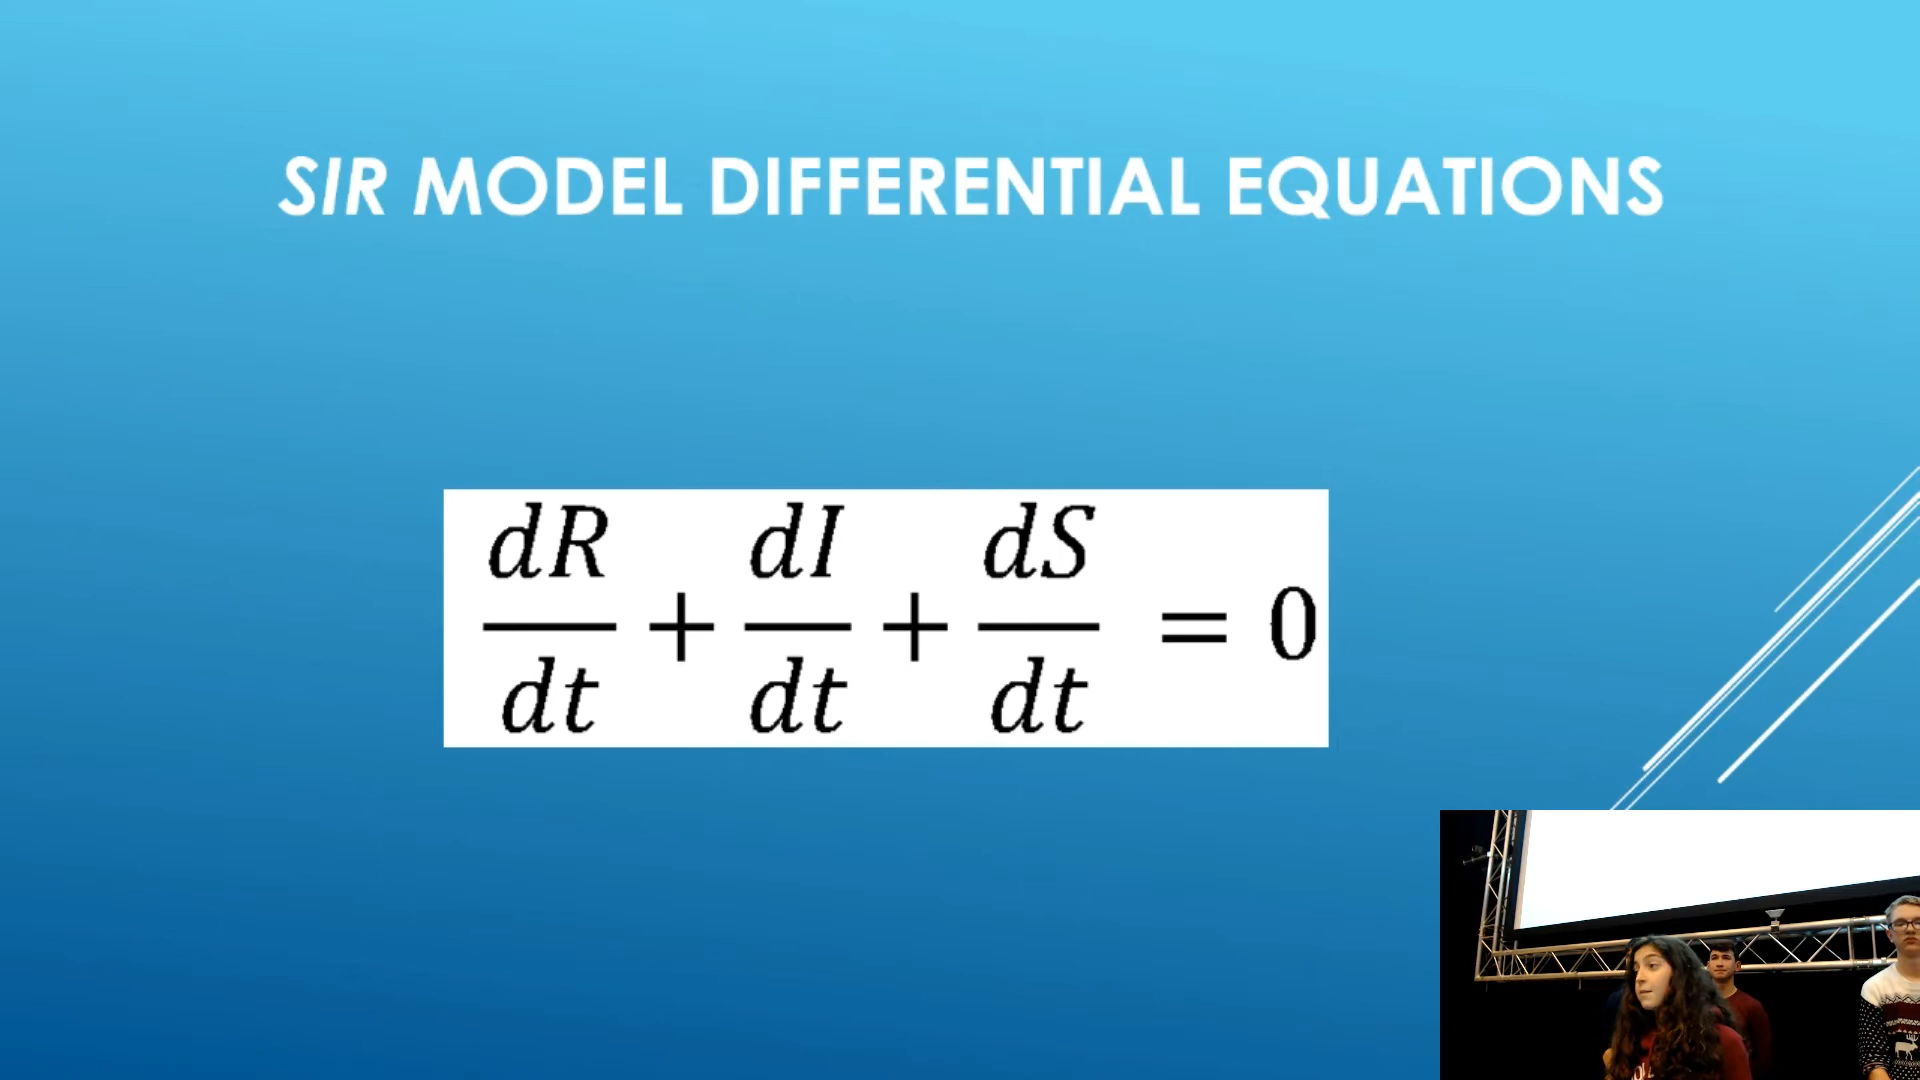 SIR MODEL DIFFERENTIAL EQUATIONS
dR/dt + dI/dt + dS/dt = 0